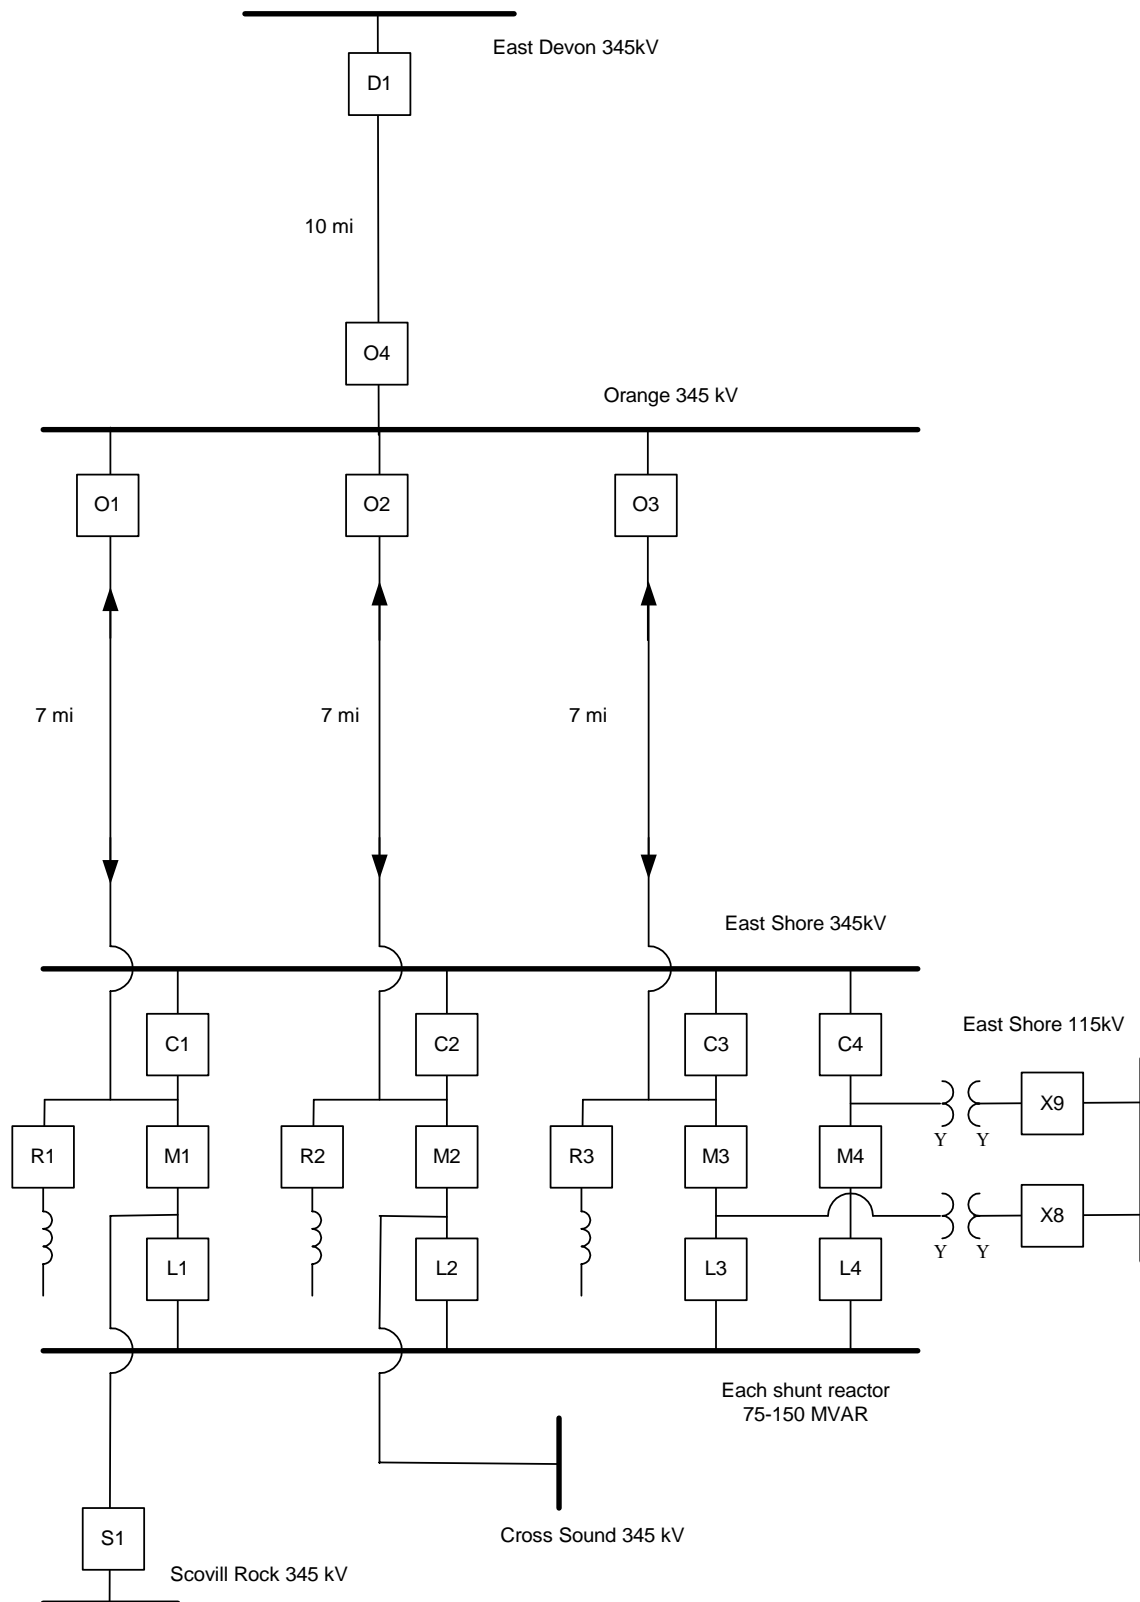 East Devon 345kV
D1
10 mi
O4
Orange 345 kV
O1
O2
O3
7 mi
7 mi
7 mi
East Shore 345kV
C1
C2
C3
C4
East Shore 115kV
X9
Y Y
R1
M1
R2
M2
R3
M3
M4
X8
Y Y
L1
L2
L3
L4
Each shunt reactor
75-150 MVAR
Cross Sound 345 kV
S1
Scovill Rock 345 kV